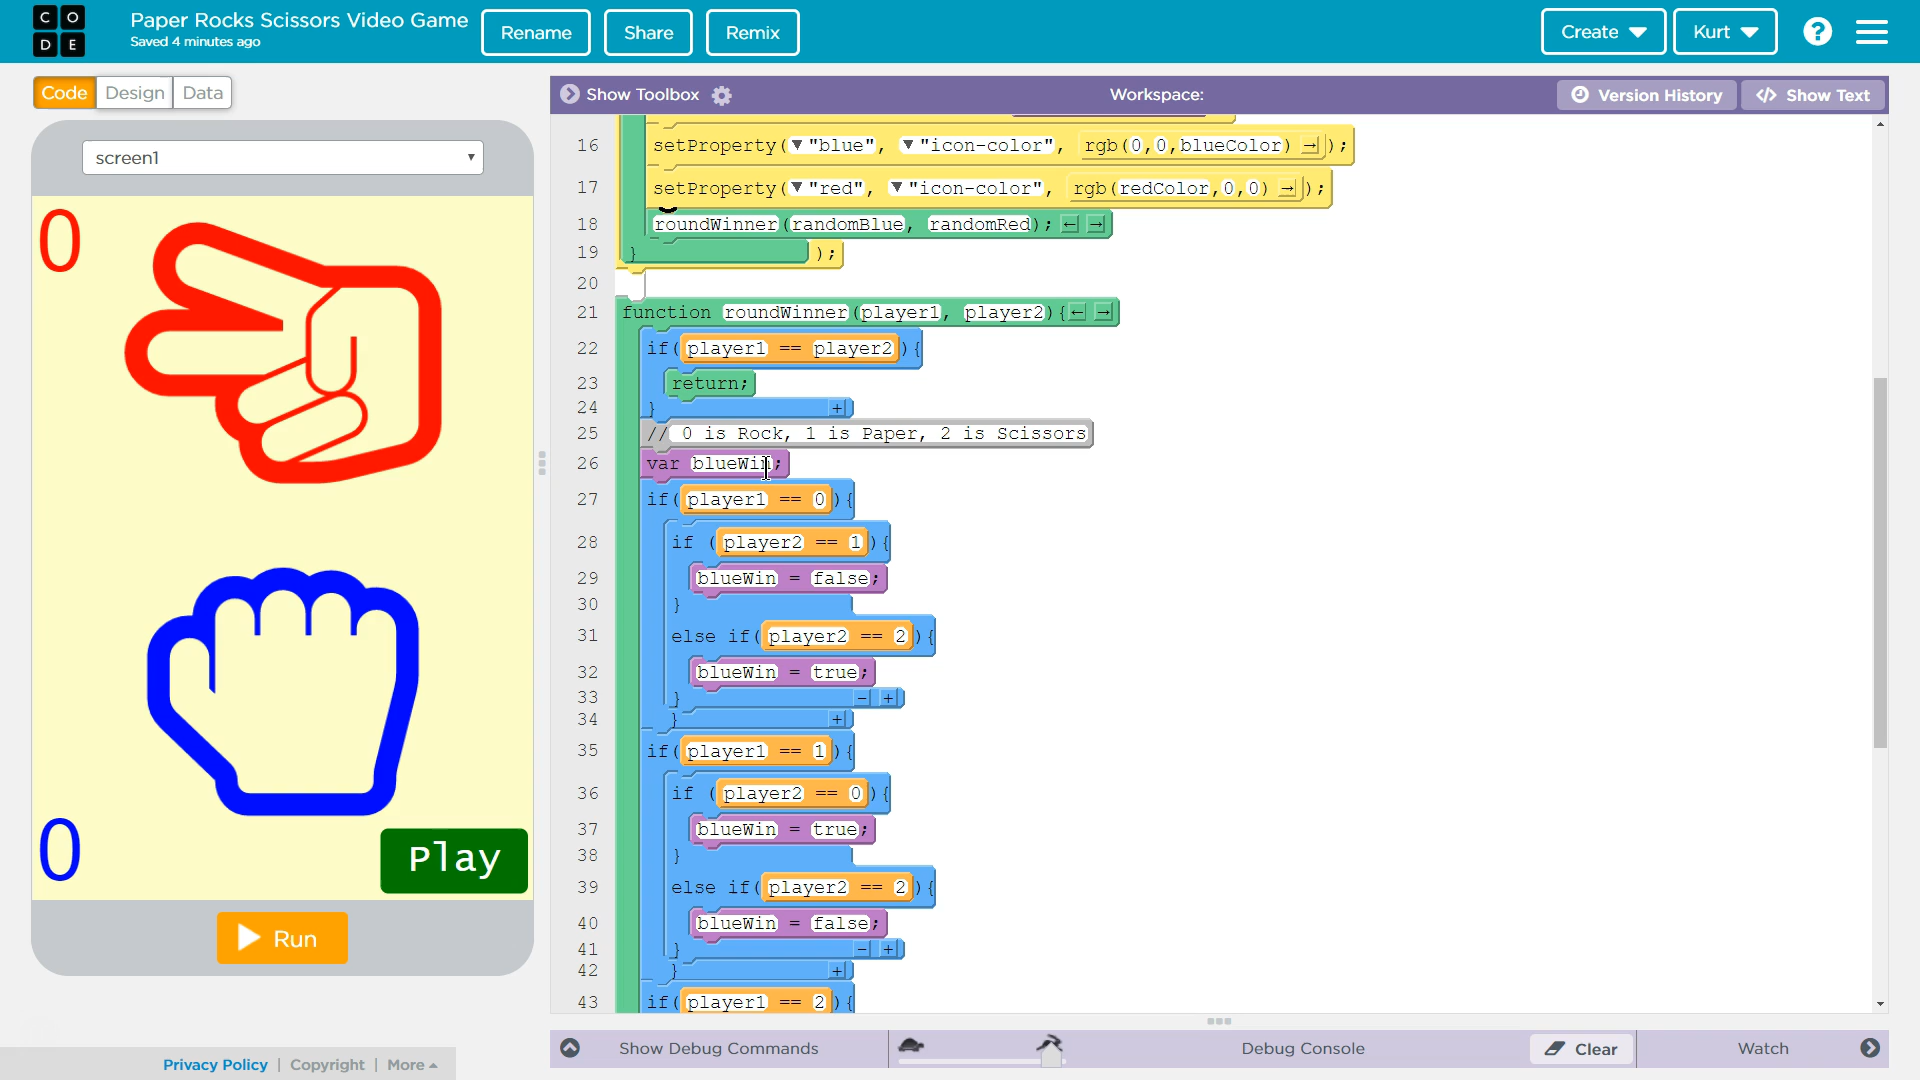 C O
D E
Paper Rocks Scissors Video Game
Saved 4 minutes ago
Rename
Share
Remix
Create
Kurt
?
Code
Design
Data
screen1
0
0
Play
Run
Privacy Policy | Copyright | More
Show Toolbox
Workspace:
Version History
Show Text
16 setProperty("blue", "icon-color", rgb(0,0,blueColor));
17 setProperty("red", "icon-color", rgb(redColor,0,0));
18 roundWinner(randomBlue, randomRed);
19 } );
20
21 function roundWinner(player1, player2){
22 if(player1 == player2){
23 return;
24 } +
25 // 0 is Rock, 1 is Paper, 2 is Scissors
26 var blueWin;
27 if(player1 == 0){
28 if (player2 == 1){
29 blueWin = false;
30 }
31 else if(player2 == 2){
32 blueWin = true;
33 } - +
34 } +
35 if(player1 == 1){
36 if (player2 == 0){
37 blueWin = true;
38 }
39 else if(player2 == 2){
40 blueWin = false;
41 } - +
42 } +
43 if(player1 == 2){
Show Debug Commands
Debug Console
Clear
Watch